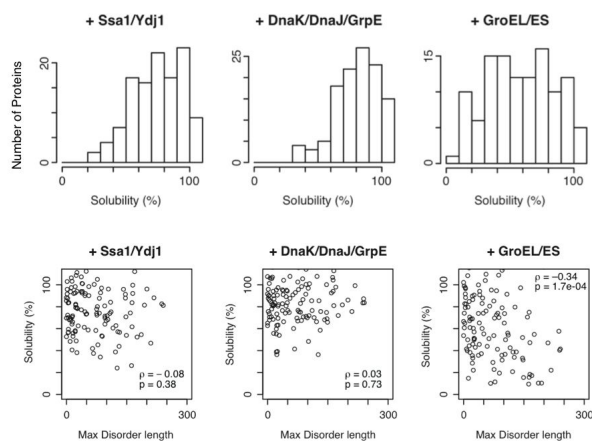 + Ssa1/Ydj1
+ DnaK/DnaJ/GrpE
+ GroEL/ES
Number of Proteins
0
20
0
100
Solubility (%)
0
25
0
100
Solubility (%)
0
15
0
100
Solubility (%)
+ Ssa1/Ydj1
+ DnaK/DnaJ/GrpE
+ GroEL/ES
Solubility (%)
0
100
ρ = − 0.08
p = 0.38
0
300
Max Disorder length
Solubility (%)
0
100
ρ = 0.03
p = 0.73
0
300
Max Disorder length
Solubility (%)
0
100
ρ = −0.34
p = 1.7e-04
0
300
Max Disorder length